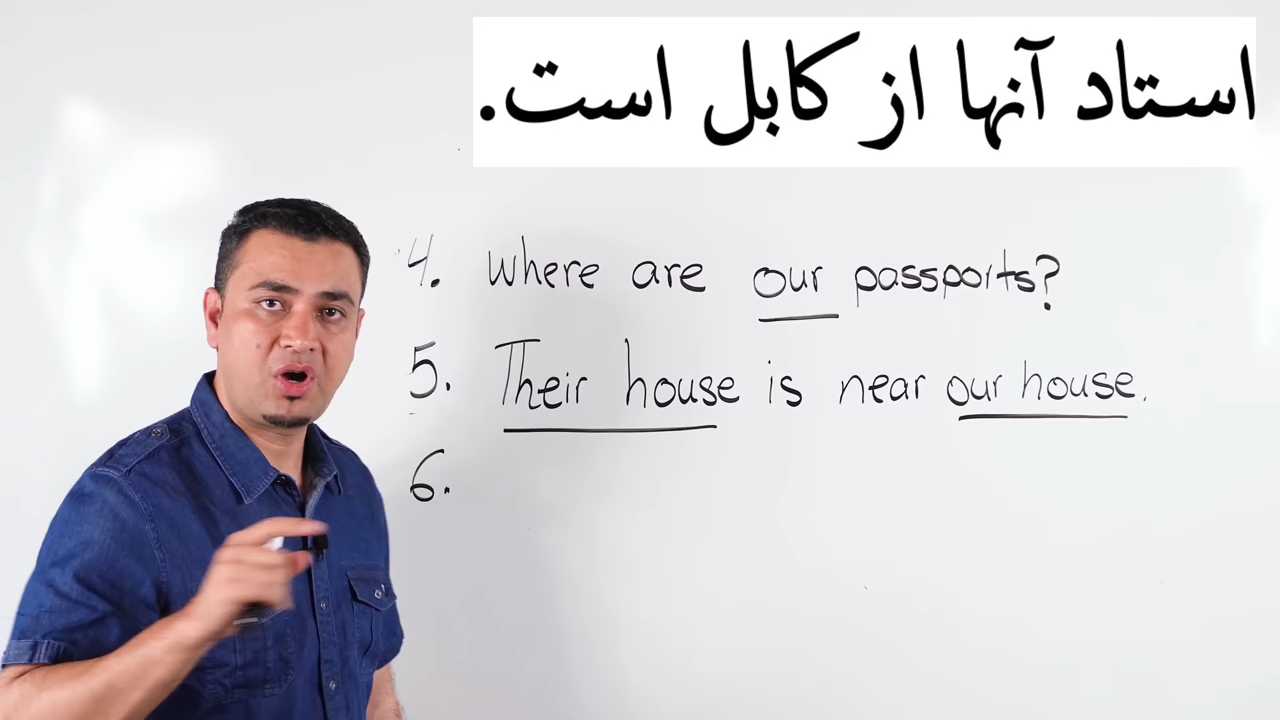 استاد آنها از کابل است.
4. Where are our passports?
5. Their house is near our house.
6.